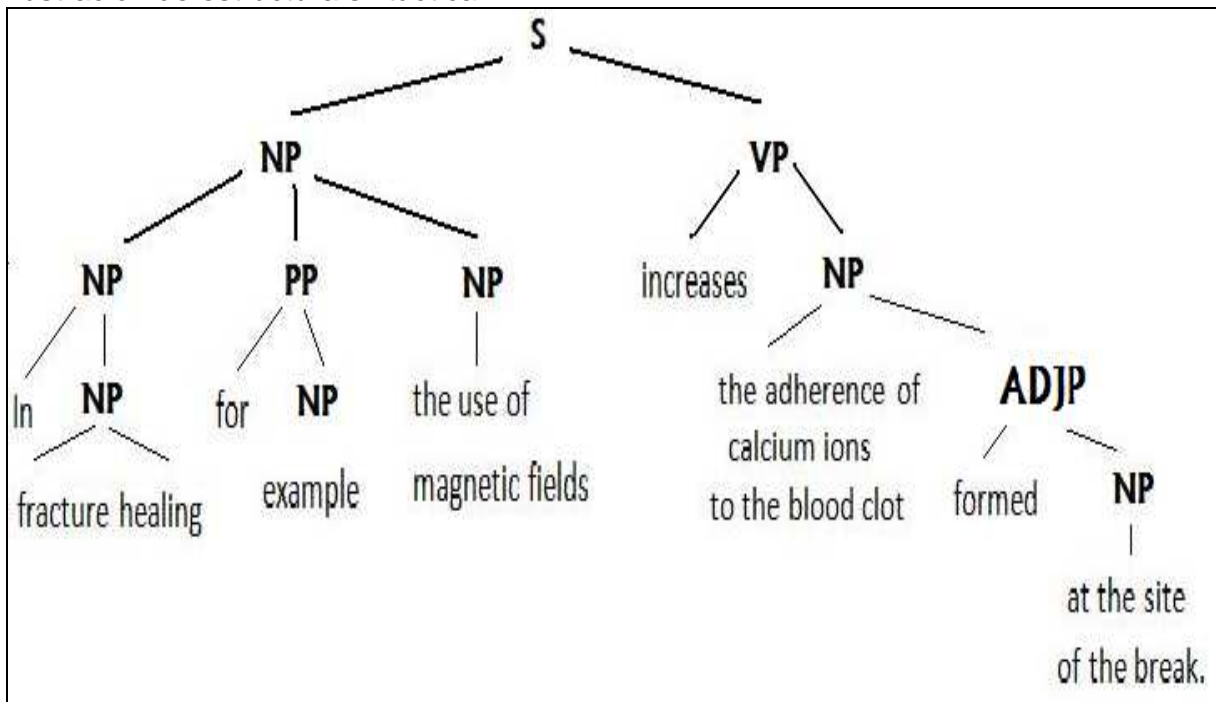 S
NP VP
NP PP NP increases NP
In NP for NP the use of
magnetic fields
fracture healing
example
the adherence of
calcium ions
to the blood clot
ADJP
formed NP
at the site
of the break.